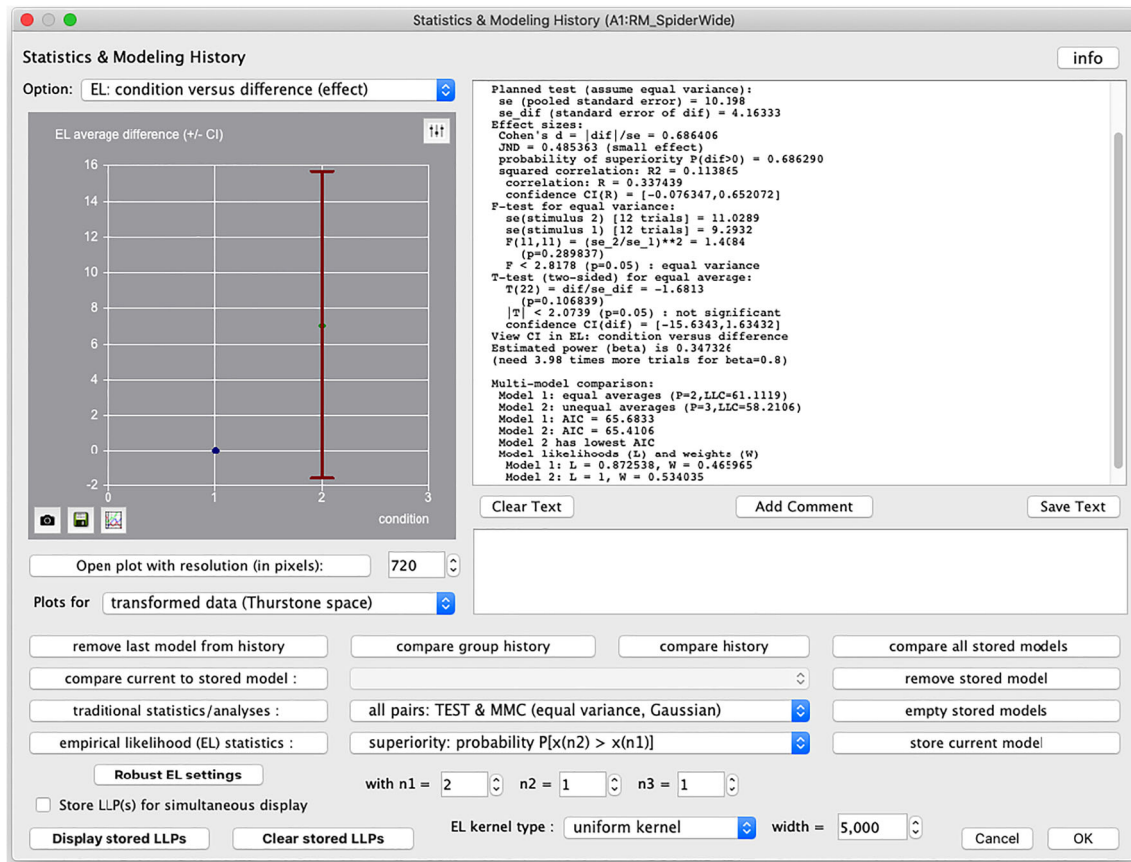 Statistics & Modeling History (A1:RM_SpiderWide)
Statistics & Modeling History
info
Option:
EL: condition versus difference (effect)
EL average difference (+/- CI)
16
14
12
10
8
6
4
2
0
-2
0
1
2
3
condition
Planned test (assume equal variance):
se (pooled standard error) = 10.198
se_dif (standard error of dif) = 4.16333
Effect sizes:
Cohen's d = |dif|/se = 0.686406
JND = 0.485363 (small effect)
probability of superiority P(dif>0) = 0.686290
squared correlation: R2 = 0.113865
correlation: R = 0.337439
confidence CI(R) = [-0.076347,0.652072]
F-test for equal variance:
se(stimulus 2) [12 trials] = 11.0289
se(stimulus 1) [12 trials] = 9.2932
F(11,11) = (se_2/se_1)**2 = 1.4084
(p=0.289837)
F < 2.8178 (p=0.05) : equal variance
T-test (two-sided) for equal average:
T(22) = dif/se_dif = -1.6813
(p=0.106839)
|T| < 2.0739 (p=0.05) : not significant
confidence CI(dif) = [-15.6343,1.63432]
View CI in EL: condition versus difference
Estimated power (beta) is 0.347326
(need 3.98 times more trials for beta=0.8)
Multi-model comparison:
Model 1: equal averages (P=2,LLC=61.1119)
Model 2: unequal averages (P=3,LLC=58.2106)
Model 1: AIC = 65.6833
Model 2: AIC = 65.4106
Model 2 has lowest AIC
Model likelihoods (L) and weights (W)
Model 1: L = 0.872538, W = 0.465965
Model 2: L = 1, W = 0.534035
Clear Text
Add Comment
Save Text
Open plot with resolution (in pixels):
720
Plots for
transformed data (Thurstone space)
remove last model from history
compare group history
compare history
compare all stored models
compare current to stored model :
remove stored model
traditional statistics/analyses :
all pairs: TEST & MMC (equal variance, Gaussian)
empty stored models
empirical likelihood (EL) statistics :
superiority: probability P[x(n2) > x(n1)]
store current model
Robust EL settings
with n1 = 2 n2 = 1 n3 = 1
Store LLP(s) for simultaneous display
Display stored LLPs
Clear stored LLPs
EL kernel type : uniform kernel
width = 5,000
Cancel
OK